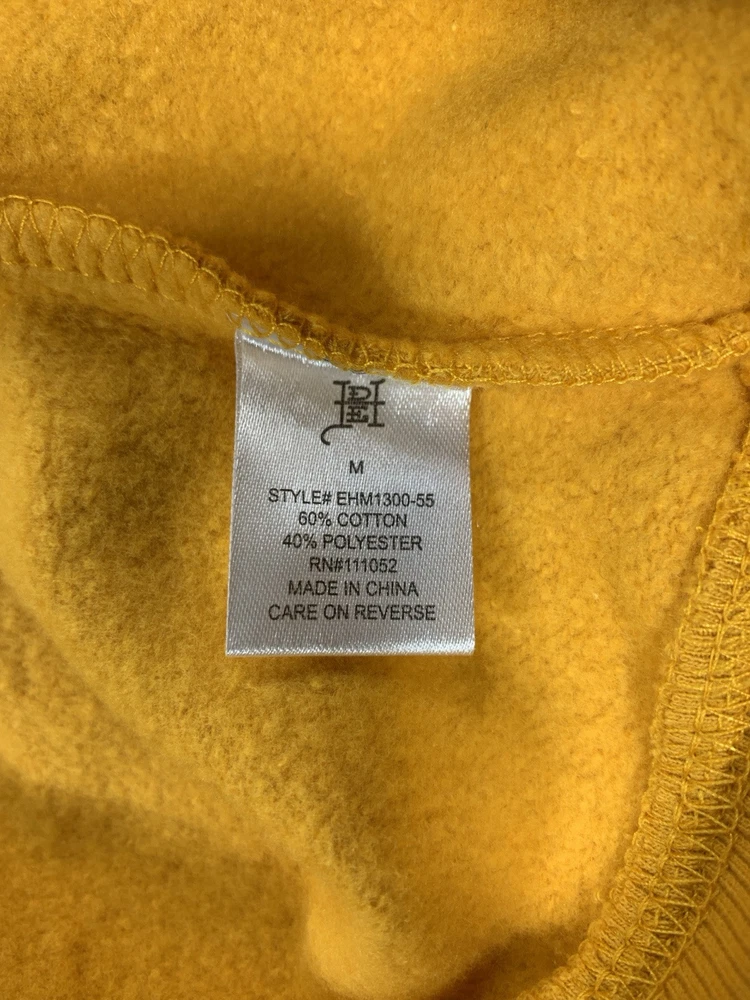 M
STYLE# EHM1300-55
60% COTTON
40% POLYESTER
RN#111052
MADE IN CHINA
CARE ON REVERSE